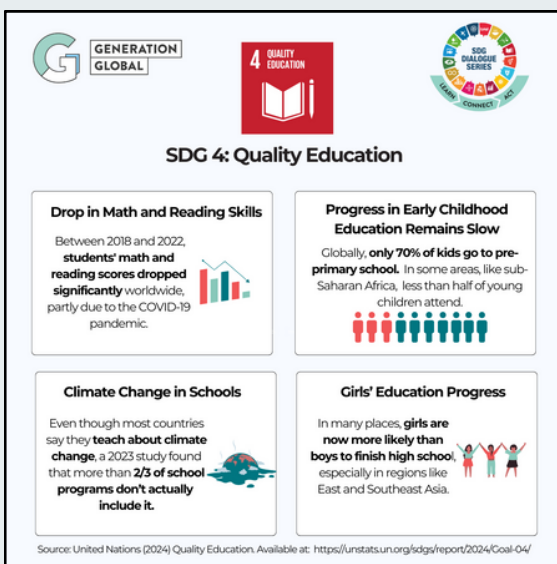 GENERATION
GLOBAL
4 QUALITY
EDUCATION
SDG
DIALOGUE
SERIES
LEARN CONNECT ACT
SDG 4: Quality Education
Drop in Math and Reading Skills
Between 2018 and 2022,
students' math and
reading scores dropped
significantly worldwide,
partly due to the COVID-19
pandemic.
Progress in Early Childhood
Education Remains Slow
Globally, only 70% of kids go to pre-
primary school. In some areas, like sub-
Saharan Africa, less than half of young
children attend.
Climate Change in Schools
Even though most countries
say they teach about climate
change, a 2023 study found
that more than 2/3 of school
programs don't actually
include it.
Girls' Education Progress
In many places, girls are
now more likely than
boys to finish high school,
especially in regions like
East and Southeast Asia.
Source: United Nations (2024) Quality Education. Available at: https://unstats.un.org/sdgs/report/2024/Goal-04/